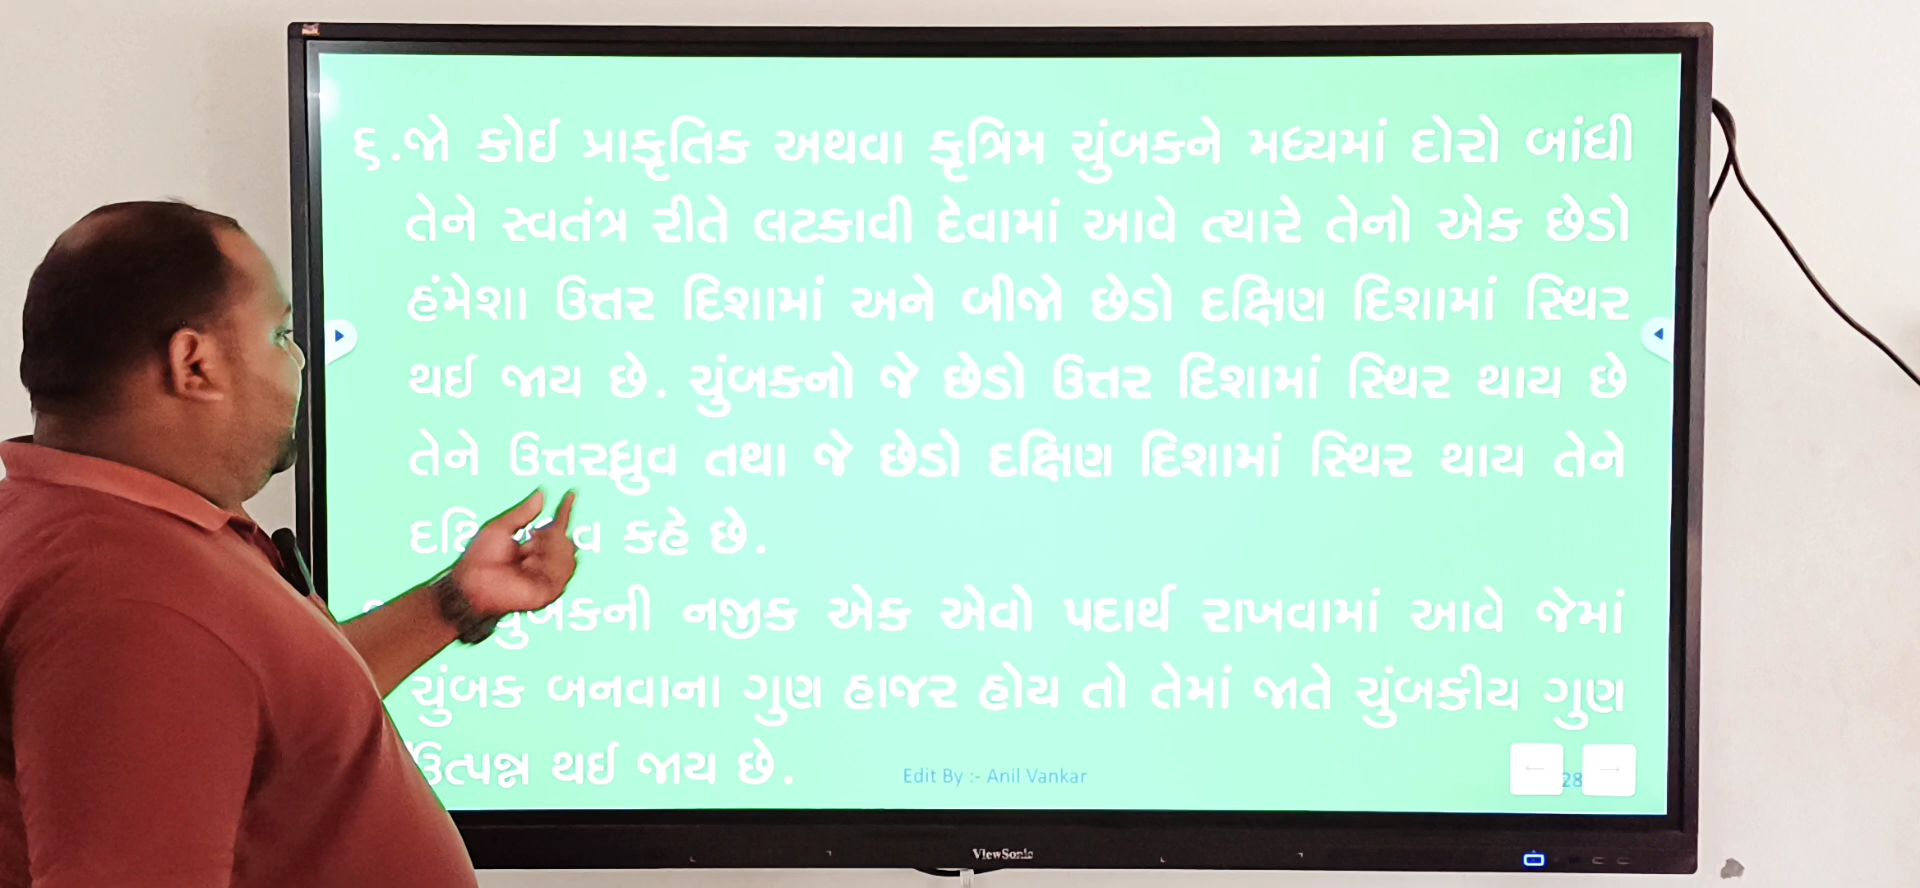 ૬.જો કોઈ પ્રાકૃતિક અથવા કૃત્રિમ ચુંબકને મધ્યમાં દોરો બાંધી
તેને સ્વતંત્ર રીતે લટકાવી દેવામાં આવે ત્યારે તેનો એક છેડો
હંમેશા ઉત્તર દિશામાં અને બીજો છેડો દક્ષિણ દિશામાં સ્થિર
થઈ જાય છે. ચુંબકનો જે છેડો ઉત્તર દિશામાં સ્થિર થાય છે
તેને ઉત્તરધ્રુવ તથા જે છેડો દક્ષિણ દિશામાં સ્થિર થાય તેને
કહે છે.
ચુંબકની નજીક એક એવો પદાર્થ રાખવામાં આવે જેમાં
ચુંબક બનવાના ગુણ હાજર હોય તો તેમાં જાતે ચુંબકીય ગુણ
ઉત્પન્ન થઈ જાય છે.
Edit By :- Anil Vankar
28
ViewSonic